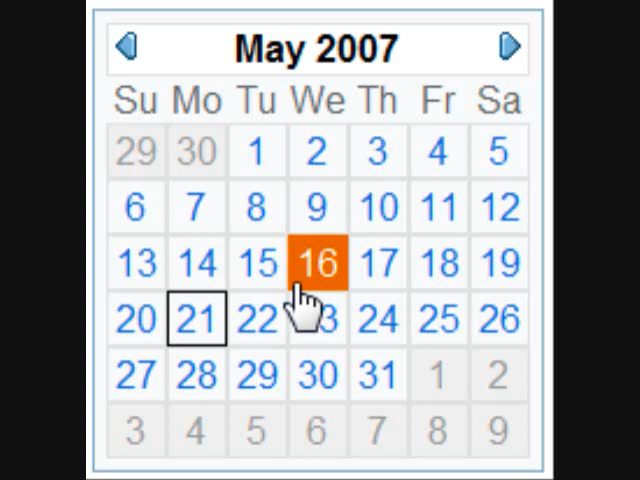 May 2007
Su Mo Tu We Th Fr Sa
29 30 1 2 3 4 5
6 7 8 9 10 11 12
13 14 15 16 17 18 19
20 21 22 3 24 25 26
27 28 29 30 31 1 2
3 4 5 6 7 8 9